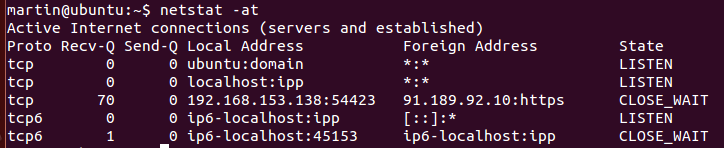 martin@ubuntu:~$ netstat -at
Active Internet connections (servers and established)
Proto Recv-Q Send-Q Local Address           Foreign Address         State
tcp        0      0 ubuntu:domain           *:*                     LISTEN
tcp        0      0 localhost:ipp           *:*                     LISTEN
tcp       70      0 192.168.153.138:54423   91.189.92.10:https      CLOSE_WAIT
tcp6       0      0 ip6-localhost:ipp       [::]:*                  LISTEN
tcp6       1      0 ip6-localhost:45153     ip6-localhost:ipp       CLOSE_WAIT